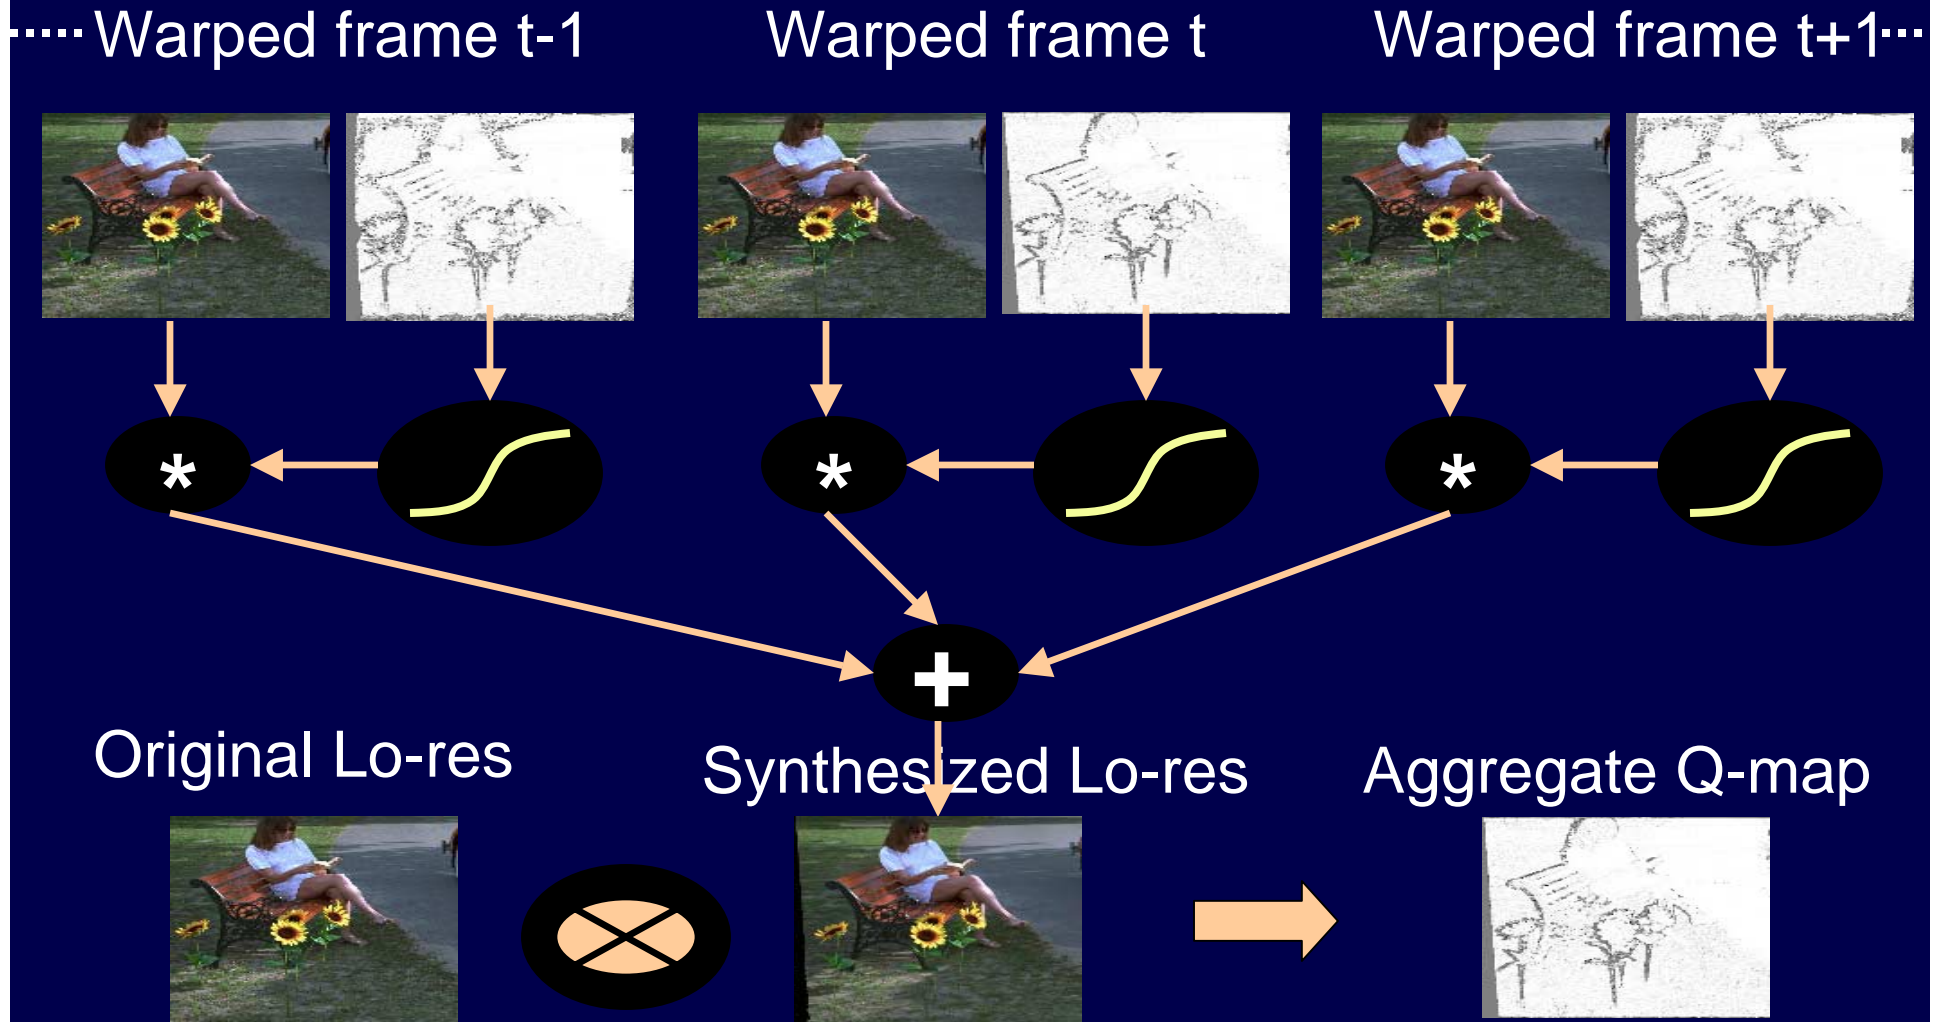 Warped frame t-1
Warped frame t
Warped frame t+1
*
*
*
+
Original Lo-res
Synthesized Lo-res
Aggregate Q-map